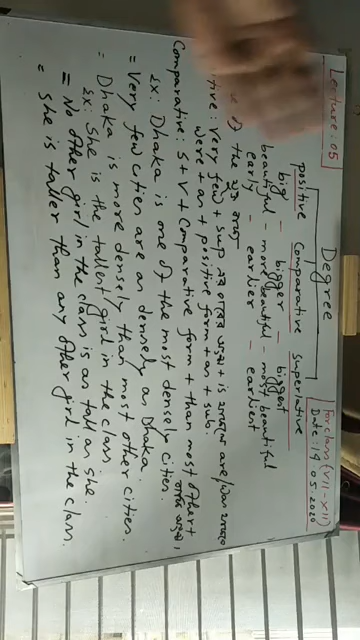 Lecture: 05
Degree
For class (VII-XII)
Date: 19.05.2020
positive Comparative Superlative
big - bigger - biggest
beautiful - more beautiful - most beautiful
early - earlier - earliest
the এর
tive: Very few + sup এর পরের অংশ + is থাকলে are/was থাকলে
were + as + positive form + as + sub.
Comparative: S + V + Comparative form + than most other +
Ex: Dhaka is one of the most densely cities.
= Very few cities are as densely as Dhaka.
= Dhaka is more densely than most other cities.
Ex: She is the tallest girl in the class
= No other girl in the class is as tall as she.
= She is taller than any other girl in the class.